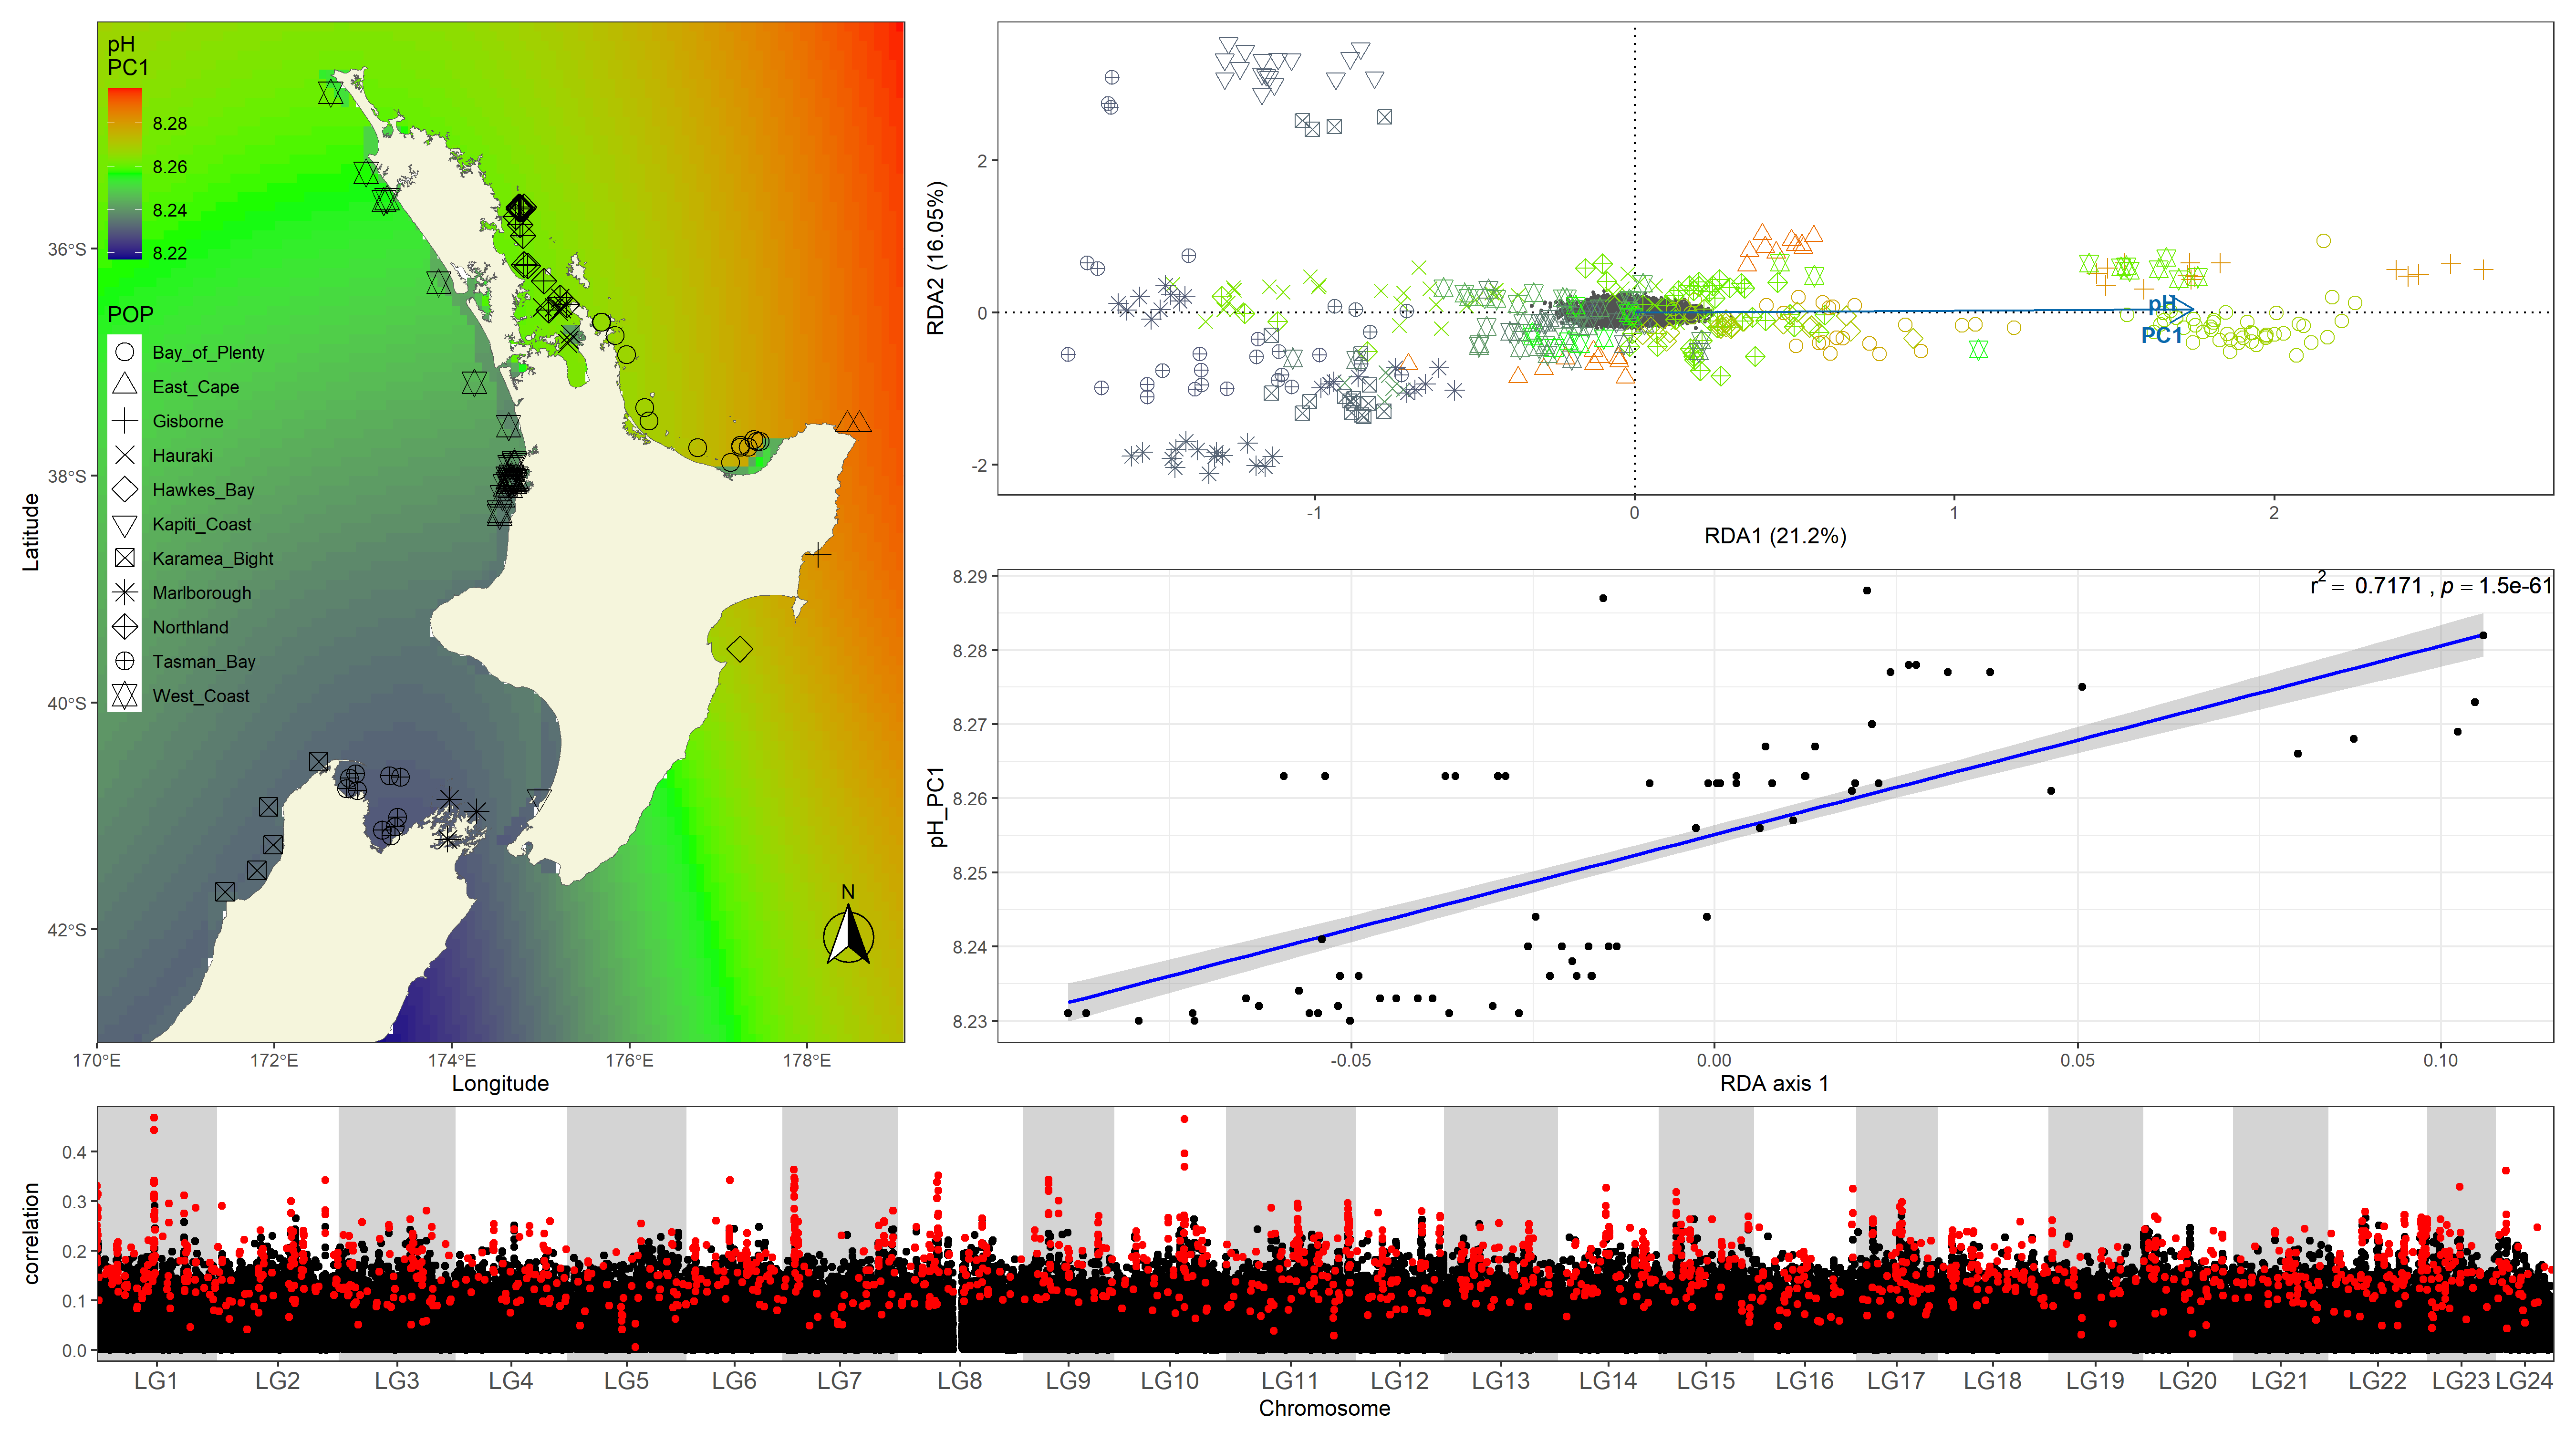 pH
PC1
8.28
8.26
8.24
8.22
POP
Bay_of_Plenty
East_Cape
Gisborne
Hauraki
Hawkes_Bay
Kapiti_Coast
Karamea_Bight
Marlborough
Northland
Tasman_Bay
West_Coast
N
36°S
38°S
40°S
42°S
Latitude
170°E 172°E 174°E 176°E 178°E
Longitude
2
0
-2
RDA2 (16.05%)
pH
PC1
-1 0 1 2
RDA1 (21.2%)
r2 = 0.7171 , p = 1.5e-61
8.29
8.28
8.27
8.26
8.25
8.24
8.23
pH_PC1
-0.05 0.00 0.05 0.10
RDA axis 1
0.4
0.3
0.2
0.1
0.0
correlation
LG1 LG2 LG3 LG4 LG5 LG6 LG7 LG8 LG9 LG10 LG11 LG12 LG13 LG14 LG15 LG16 LG17 LG18 LG19 LG20 LG21 LG22 LG23 LG24
Chromosome